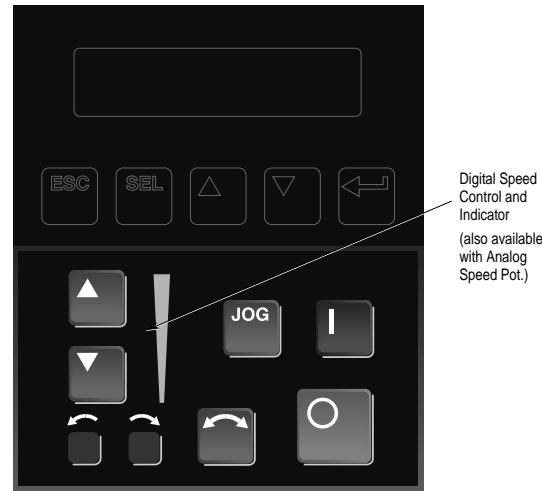 ESC
SEL
Digital Speed
Control and
Indicator
(also available
with Analog
Speed Pot.)
JOG